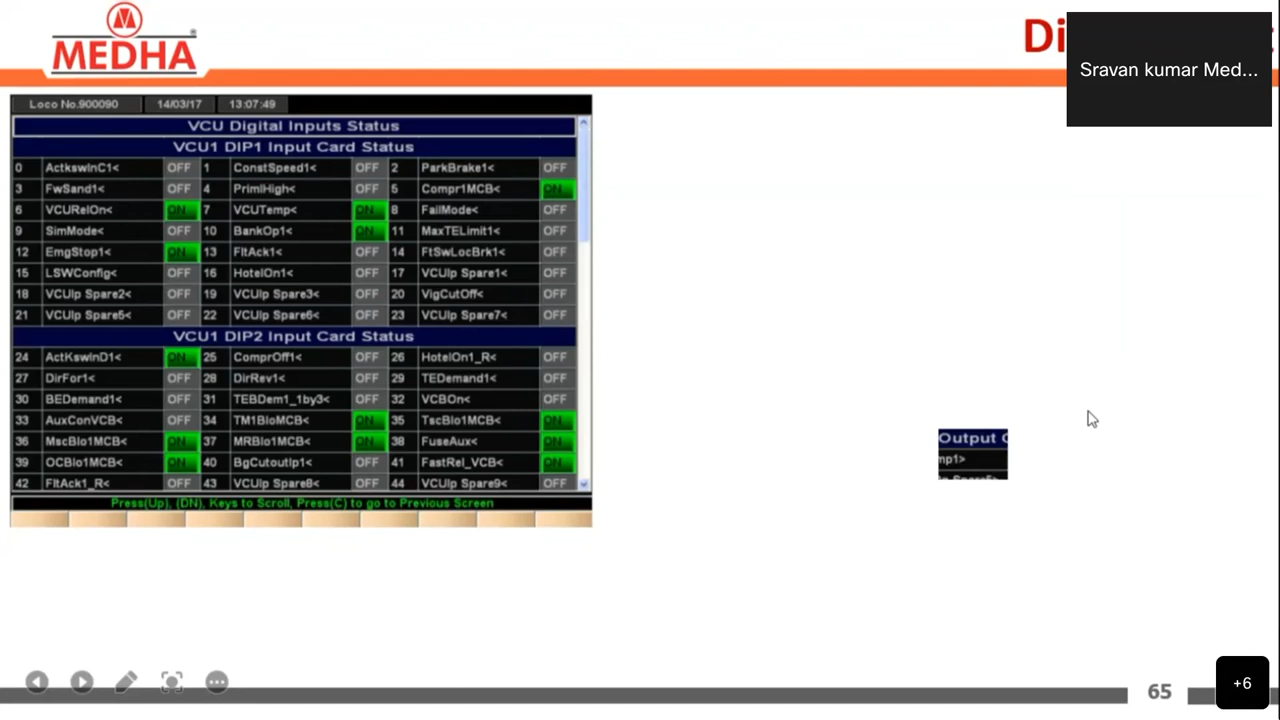 MEDHA
Di
Sravan kumar Med...
Loco No.900090 14/03/17 13:07:49
VCU Digital Inputs Status
VCU1 DIP1 Input Card Status
0 ActkswInC1< OFF 1 ConstSpeed1< OFF 2 ParkBrake1< OFF
3 FwSand1< OFF 4 PrimlHigh< OFF 5 Compr1MCB< ON
6 VCURelOn< ON 7 VCUTemp< ON 8 FailMode< OFF
9 SimMode< OFF 10 BankOp1< ON 11 MaxTELimit1< OFF
12 EmgStop1< ON 13 FltAck1< OFF 14 FtSwLocBrk1< OFF
15 LSWConfig< OFF 16 HotelOn1< OFF 17 VCUIp Spare1< OFF
18 VCUIp Spare2< OFF 19 VCUIp Spare3< OFF 20 VigCutOff< OFF
21 VCUIp Spare5< OFF 22 VCUIp Spare6< OFF 23 VCUIp Spare7< OFF
VCU1 DIP2 Input Card Status
24 ActKswInD1< ON 25 ComprOff1< OFF 26 HotelOn1_R< OFF
27 DirFor1< OFF 28 DirRev1< OFF 29 TEDemand1< OFF
30 BEDemand1< OFF 31 TEBDem1_1by3< OFF 32 VCBOn< OFF
33 AuxConVCB< OFF 34 TM1BloMCB< ON 35 TscBlo1MCB< ON
36 MscBlo1MCB< ON 37 MRBlo1MCB< ON 38 FuseAux< ON
39 OCBlo1MCB< ON 40 BgCutoutIp1< OFF 41 FastRel_VCB< ON
42 FltAck1_R< OFF 43 VCUIp Spare8< OFF 44 VCUIp Spare9< OFF
Press(Up), (DN), Keys to Scroll, Press(C) to go to Previous Screen
Output
mp1>
65
+6